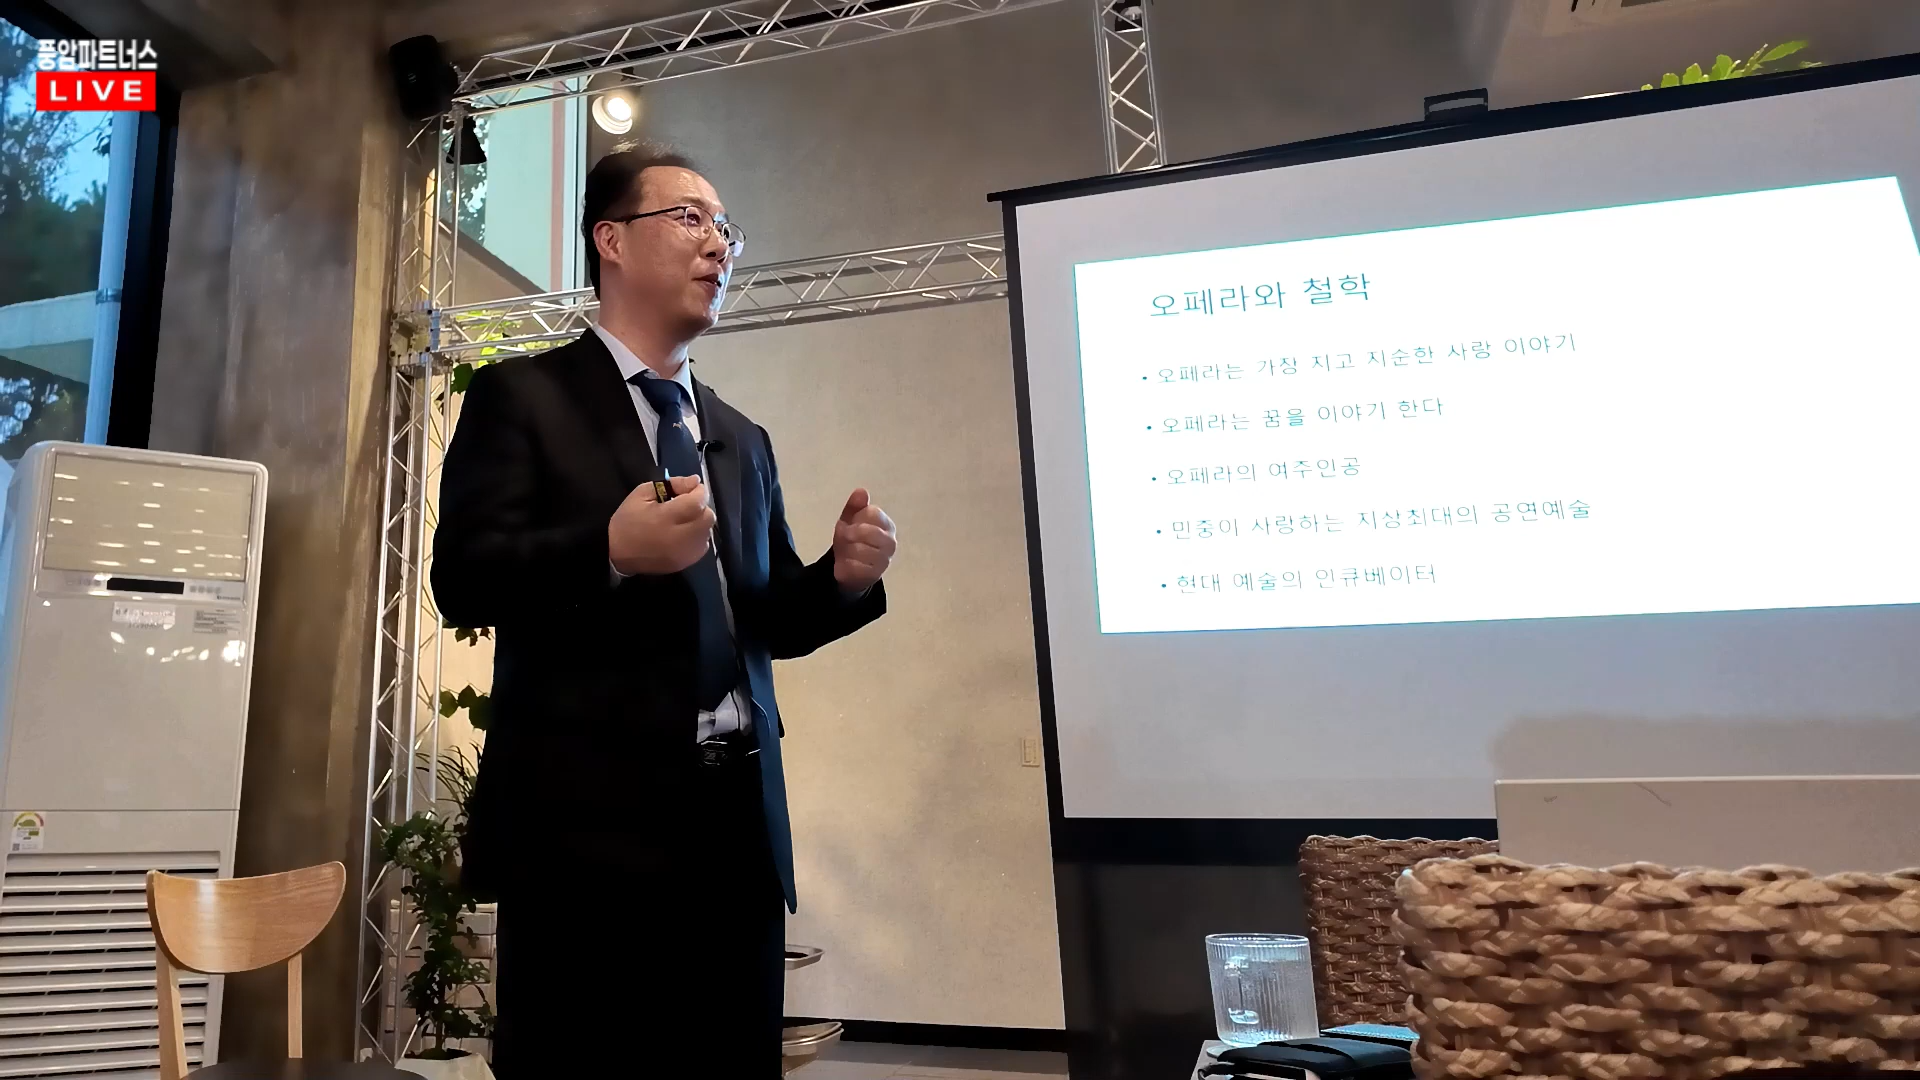 풍암파트너스
LIVE
오페라와 철학
• 오페라는 가장 지고 지순한 사랑 이야기
• 오페라는 꿈을 이야기 한다
• 오페라의 여주인공
• 민중이 사랑하는 지상최대의 공연예술
• 현대 예술의 인큐베이터